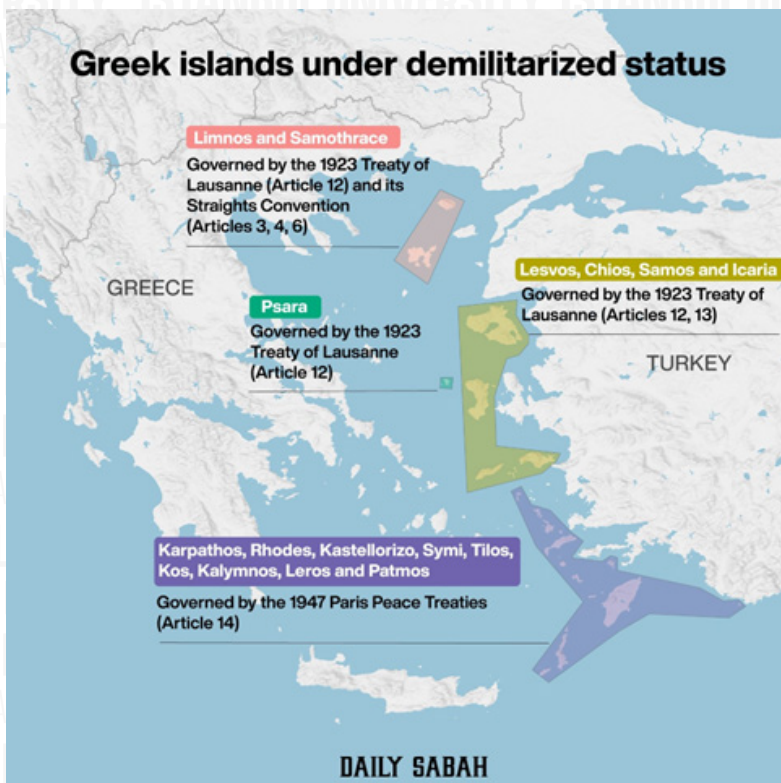 Greek islands under demilitarized status
Limnos and Samothrace
Governed by the 1923 Treaty of
Lausanne (Article 12) and its
Straights Convention
(Articles 3, 4, 6)
Lesvos, Chios, Samos and Icaria
Governed by the 1923 Treaty of
Lausanne (Articles 12, 13)
GREECE
Psara
Governed by the 1923
Treaty of Lausanne
(Article 12)
TURKEY
Karpathos, Rhodes, Kastellorizo, Symi, Tilos,
Kos, Kalymnos, Leros and Patmos
Governed by the 1947 Paris Peace Treaties
(Article 14)
DAILY SABAH